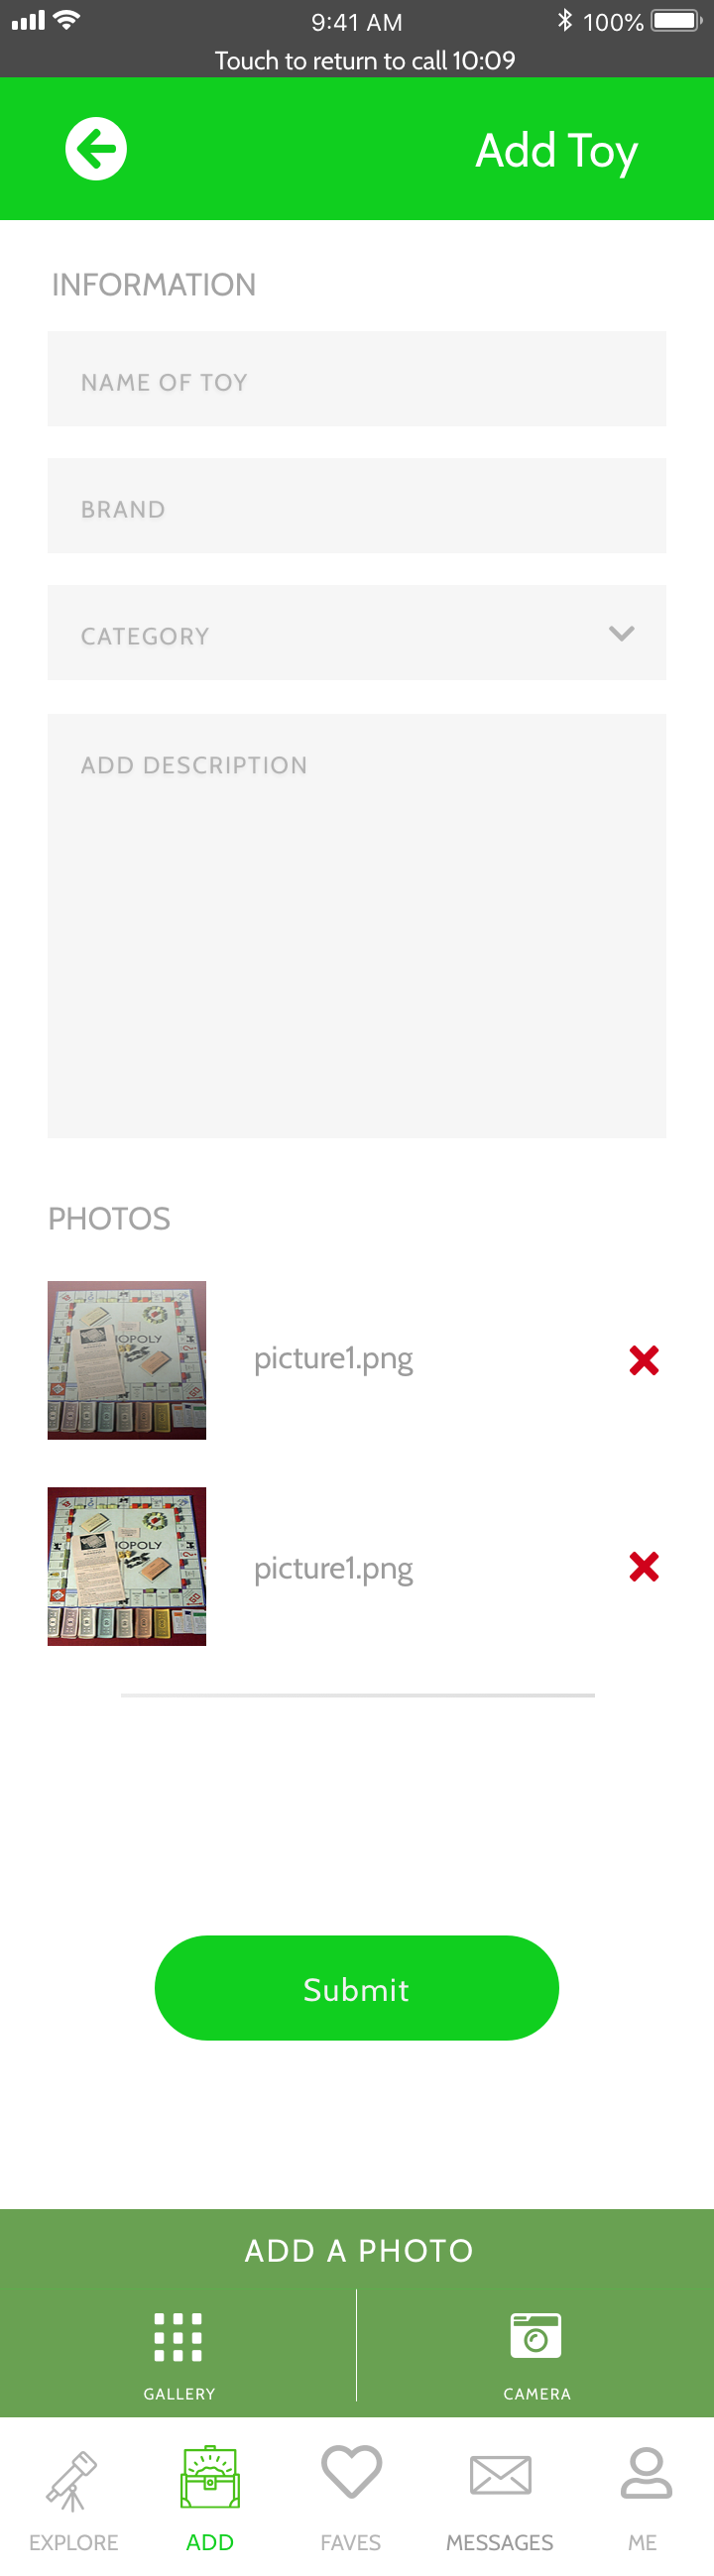 9:41 AM
100%
Touch to return to call 10:09
Add Toy
INFORMATION
NAME OF TOY
BRAND
CATEGORY
ADD DESCRIPTION
PHOTOS
OPOLY
picture1.png
OPOLY
picture1.png
Submit
ADD A PHOTO
GALLERY
CAMERA
EXPLORE
ADD
FAVES
MESSAGES
ME